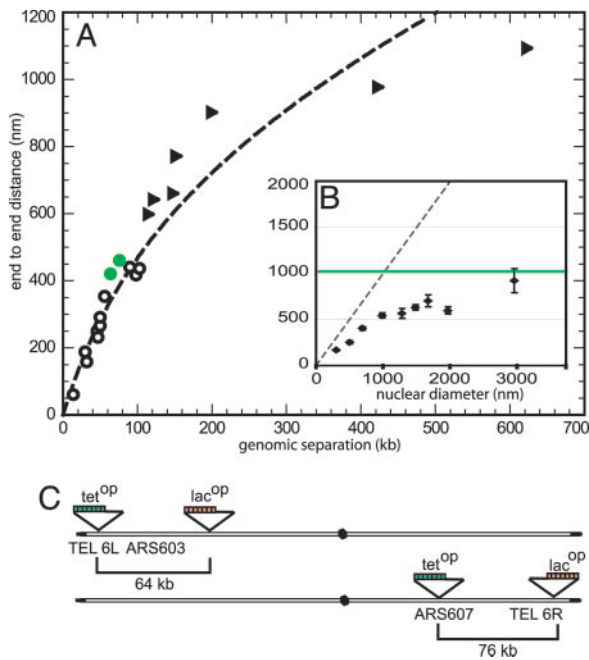 A
1200
1000
800
600
400
200
0
end to end distance (nm)
0 100 200 300 400 500 600 700
genomic separation (kb)
B
2000
1500
1000
500
0
0 1000 2000 3000
nuclear diameter (nm)
C
tet^op lac^op
TEL 6L ARS603
64 kb
tet^op lac^op
ARS607 TEL 6R
76 kb